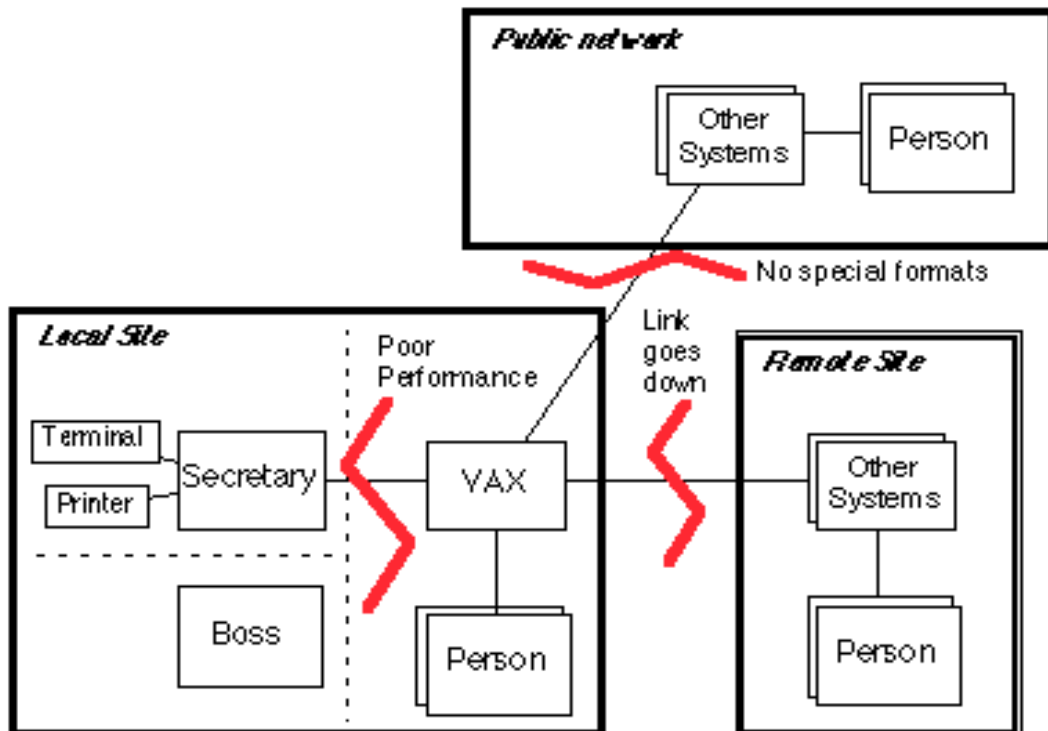 Public network
Other
Systems
Person
No special formats
Local Site
Poor
Performance
Link
goes
down
Remote Site
Terminal
Printer
Secretary
VAX
Other
Systems
Boss
Person
Person